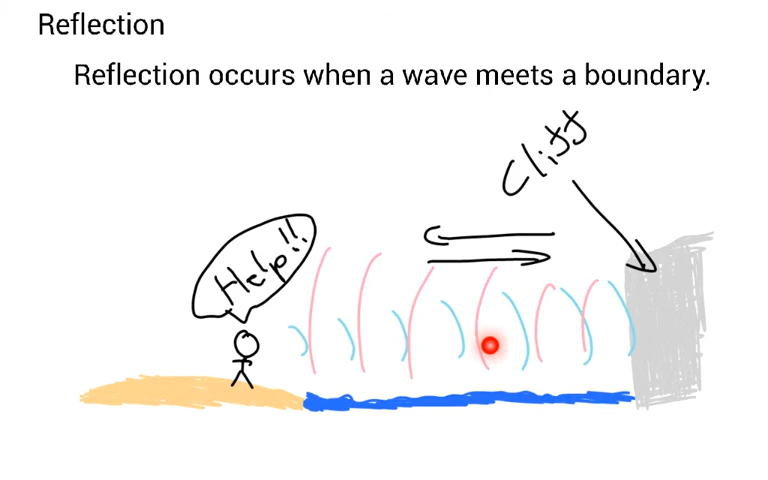 Reflection
Reflection occurs when a wave meets a boundary.
Cliff
Help!!